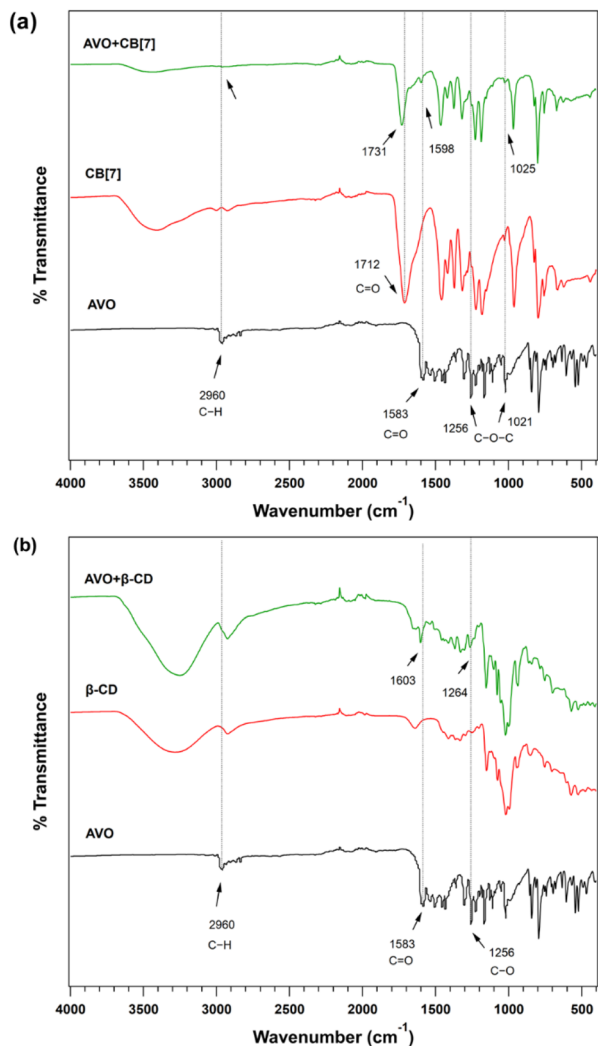 (a)
AVO+CB[7]
1731
1598
1025
CB[7]
1712
C=O
AVO
2960
C−H
1583
C=O
1256
1021
C−O−C
% Transmittance
4000 3500 3000 2500 2000 1500 1000 500
Wavenumber (cm⁻¹)
(b)
AVO+β-CD
1603
1264
β-CD
AVO
2960
C−H
1583
C=O
1256
C−O
% Transmittance
4000 3500 3000 2500 2000 1500 1000 500
Wavenumber (cm⁻¹)